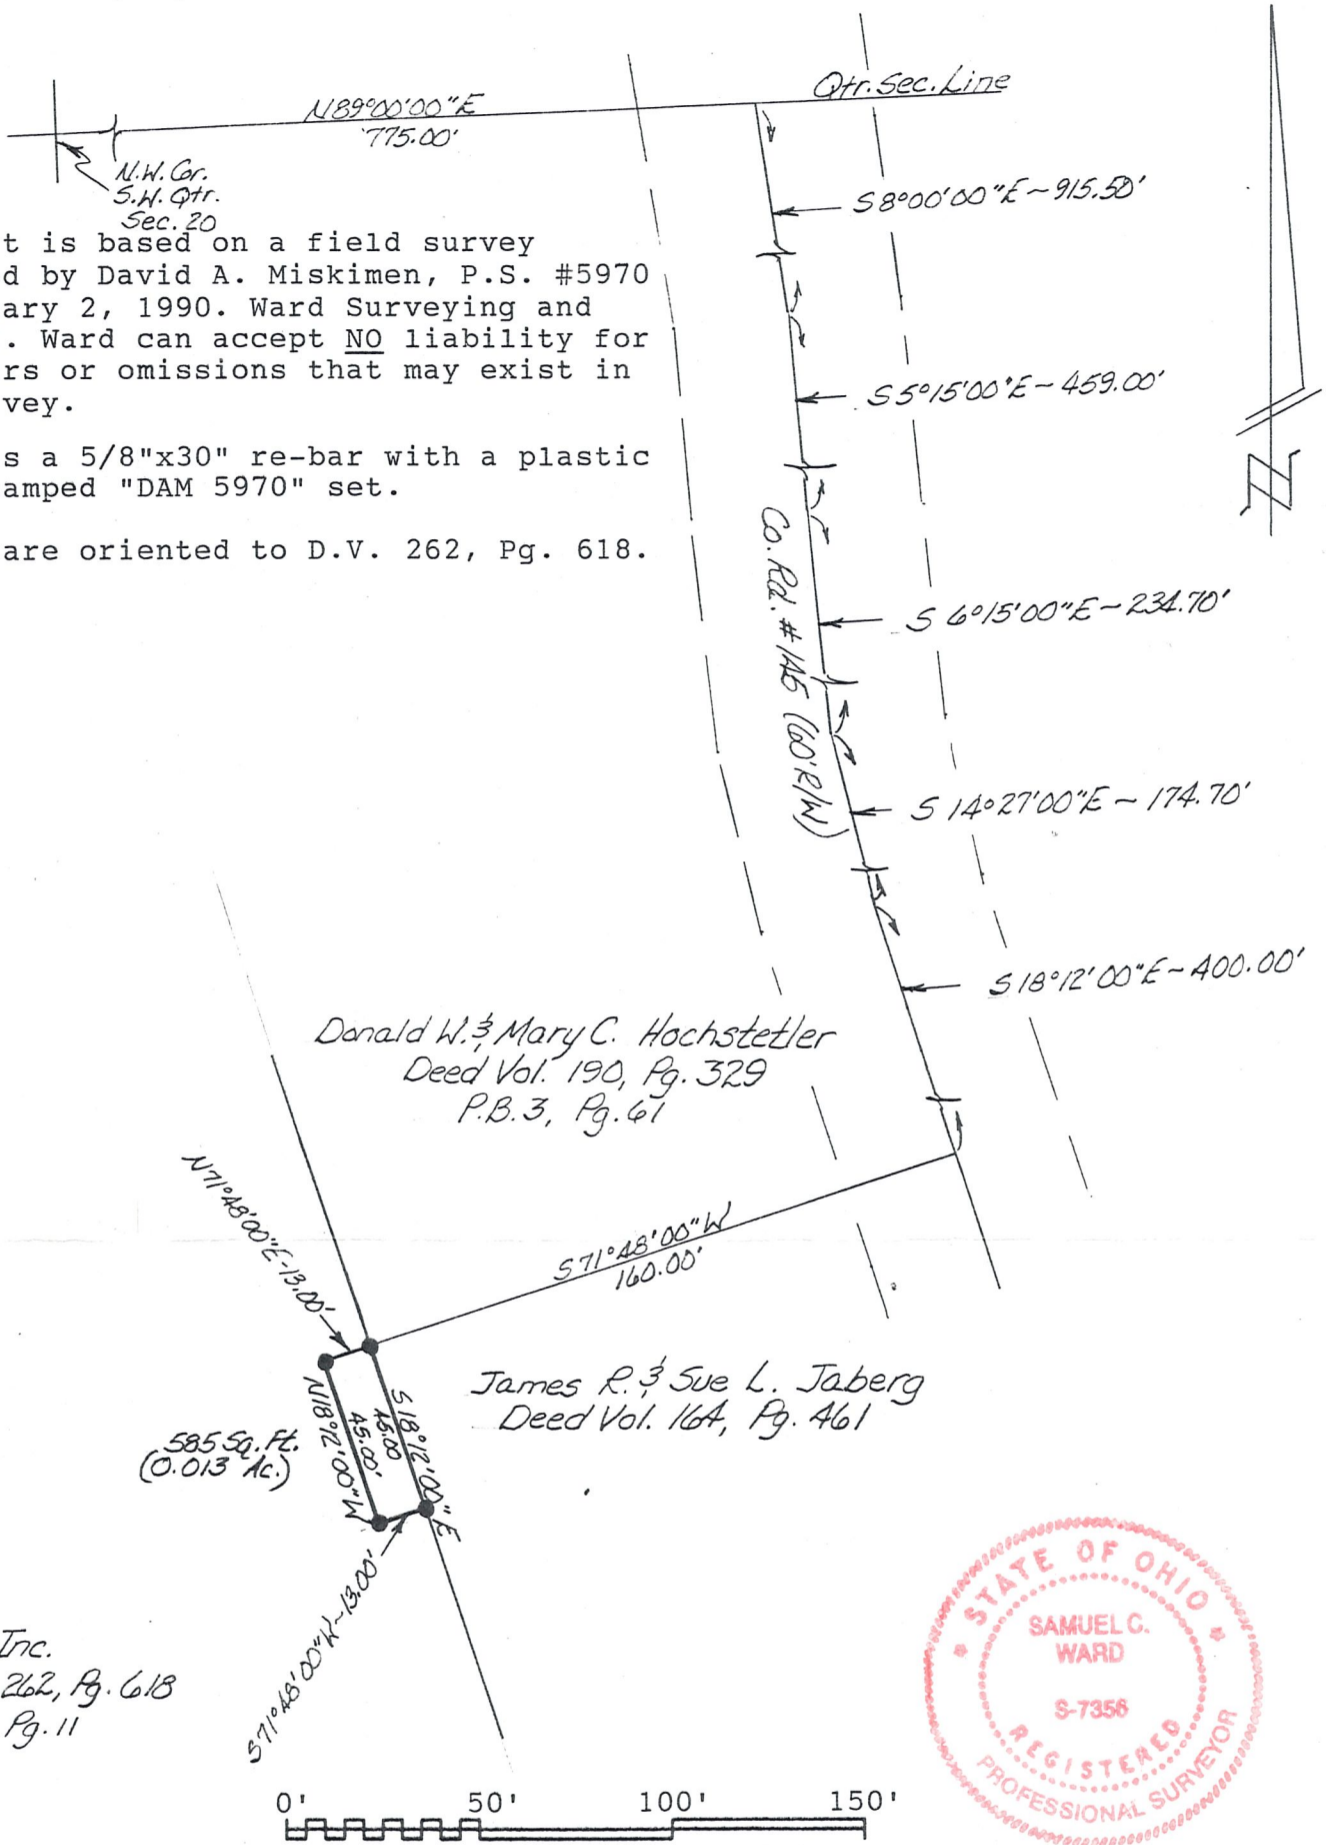 N89°00'00"E
775.00'
Qtr. Sec. Line
N.W. Cor.
S.W. Qtr.
Sec. 20
t is based on a field survey
d by David A. Miskimen, P.S. #5970
ary 2, 1990. Ward Surveying and
. Ward can accept NO liability for
rs or omissions that may exist in
vey.
s a 5/8"x30" re-bar with a plastic
amped "DAM 5970" set.
are oriented to D.V. 262, Pg. 618.
S8°00'00"E~915.50'
S5°15'00"E~459.00'
S 6°15'00"E~234.70'
S 14°27'00"E~174.70'
S18°12'00"E~400.00'
Co. Rd. #145 (60'R/W)
N
Donald W. & Mary C. Hochstetler
Deed Vol. 190, Pg. 329
P.B. 3, Pg. 61
S71°48'00"W
160.00'
N71°48'00"E-13.00'
James R. & Sue L. Jaberg
Deed Vol. 164, Pg. 461
S18°12'00"E
45.00
45.00'
N18°12'00"W
585 Sq. Ft.
(0.013 Ac.)
S71°48'00"W~13.00'
Inc.
262, Pg. 618
Pg. 11
0' 50' 100' 150'
STATE OF OHIO
SAMUEL C.
WARD
S-7356
REGISTERED
PROFESSIONAL SURVEYOR